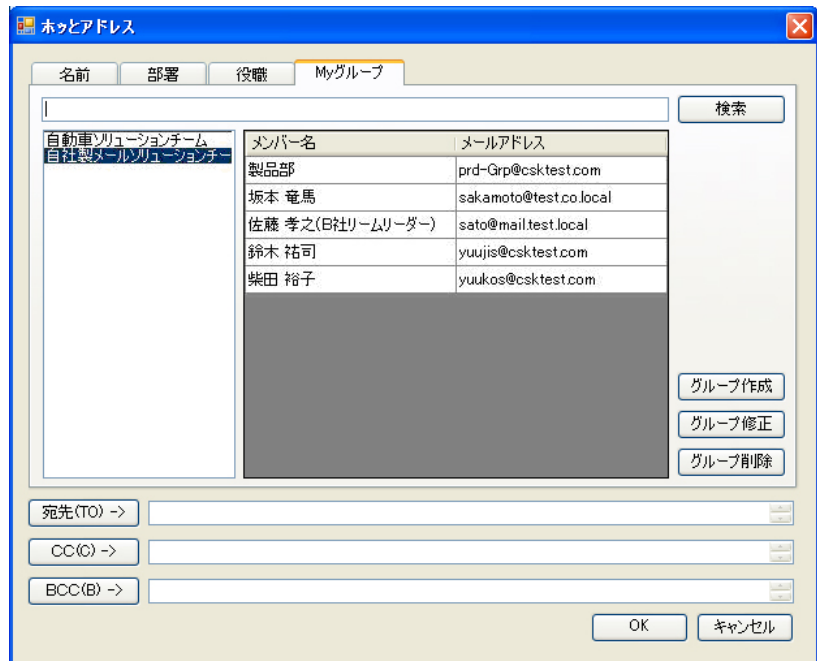 ホッとアドレス
名前 部署 役職 Myグループ
検索
自動車ソリューションチーム
自社製メールソリューションチー
メンバー名 メールアドレス
製品部 prd-Grp@csktest.com
坂本 竜馬 sakamoto@test.co.local
佐藤 孝之(B社リームリーダー) sato@mail.test.local
鈴木 祐司 yuujis@csktest.com
柴田 裕子 yuukos@csktest.com
グループ作成
グループ修正
グループ削除
宛先(TO) ->
CC(C) ->
BCC(B) ->
OK キャンセル